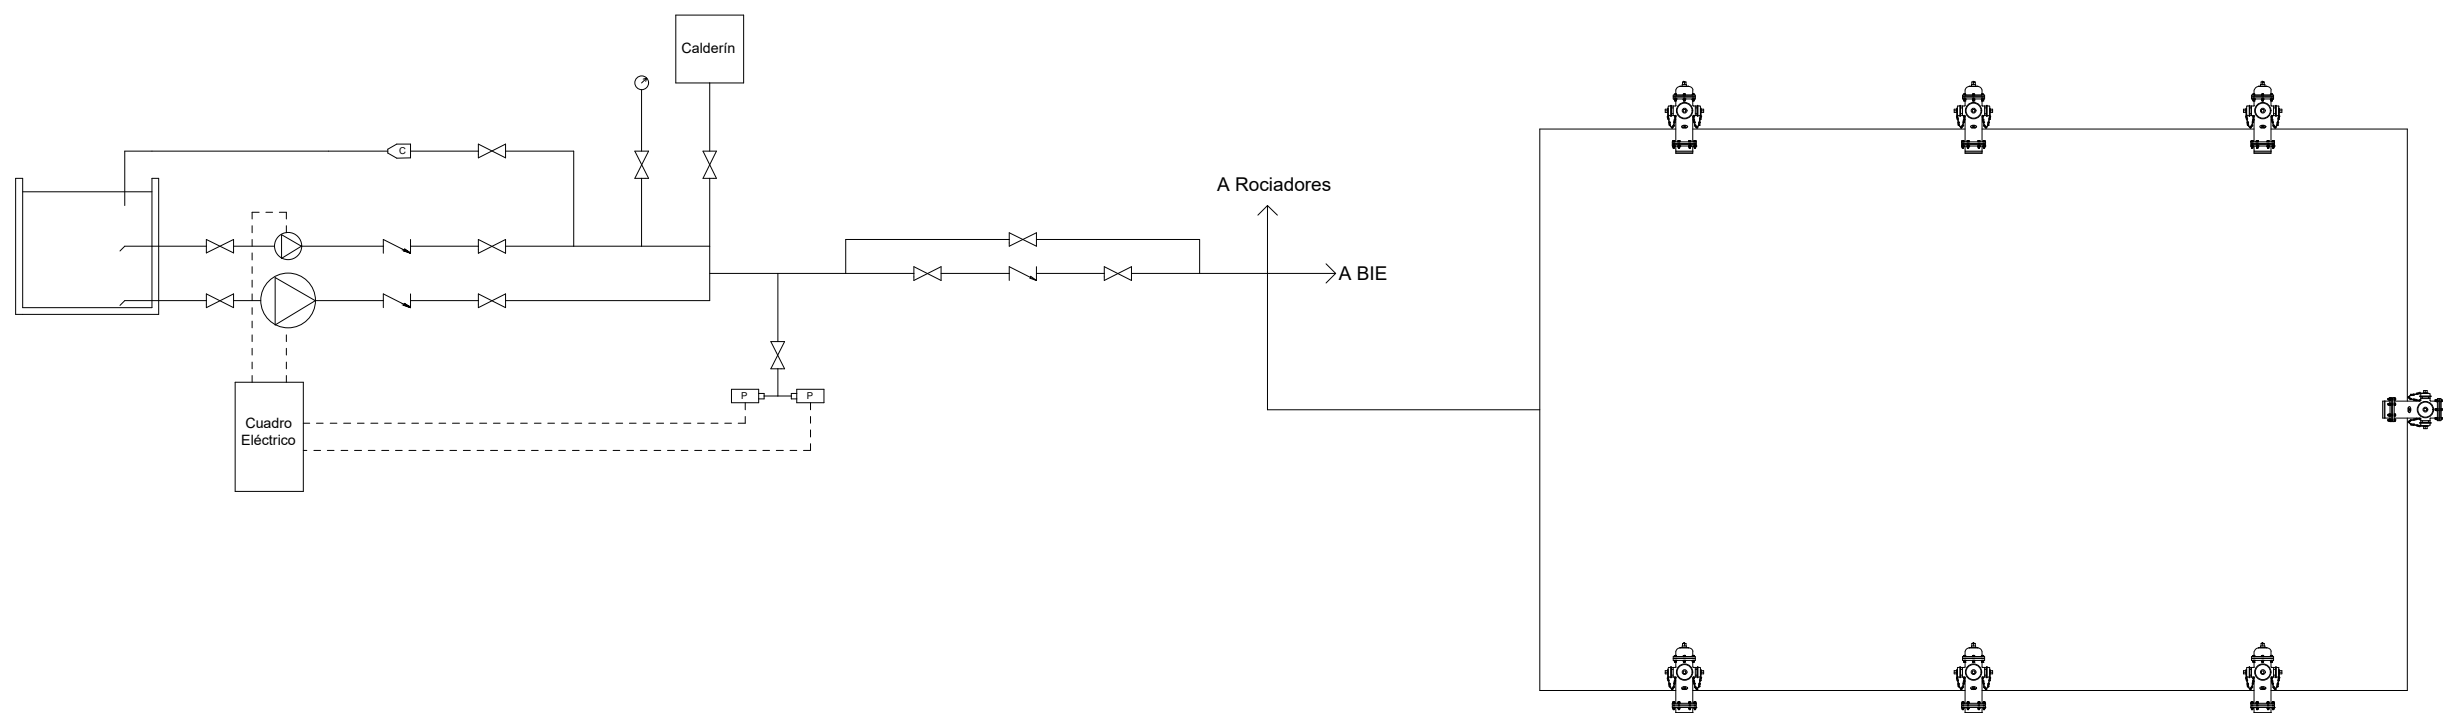 Calderín
C
A Rociadores
A BIE
P
P
Cuadro
Eléctrico